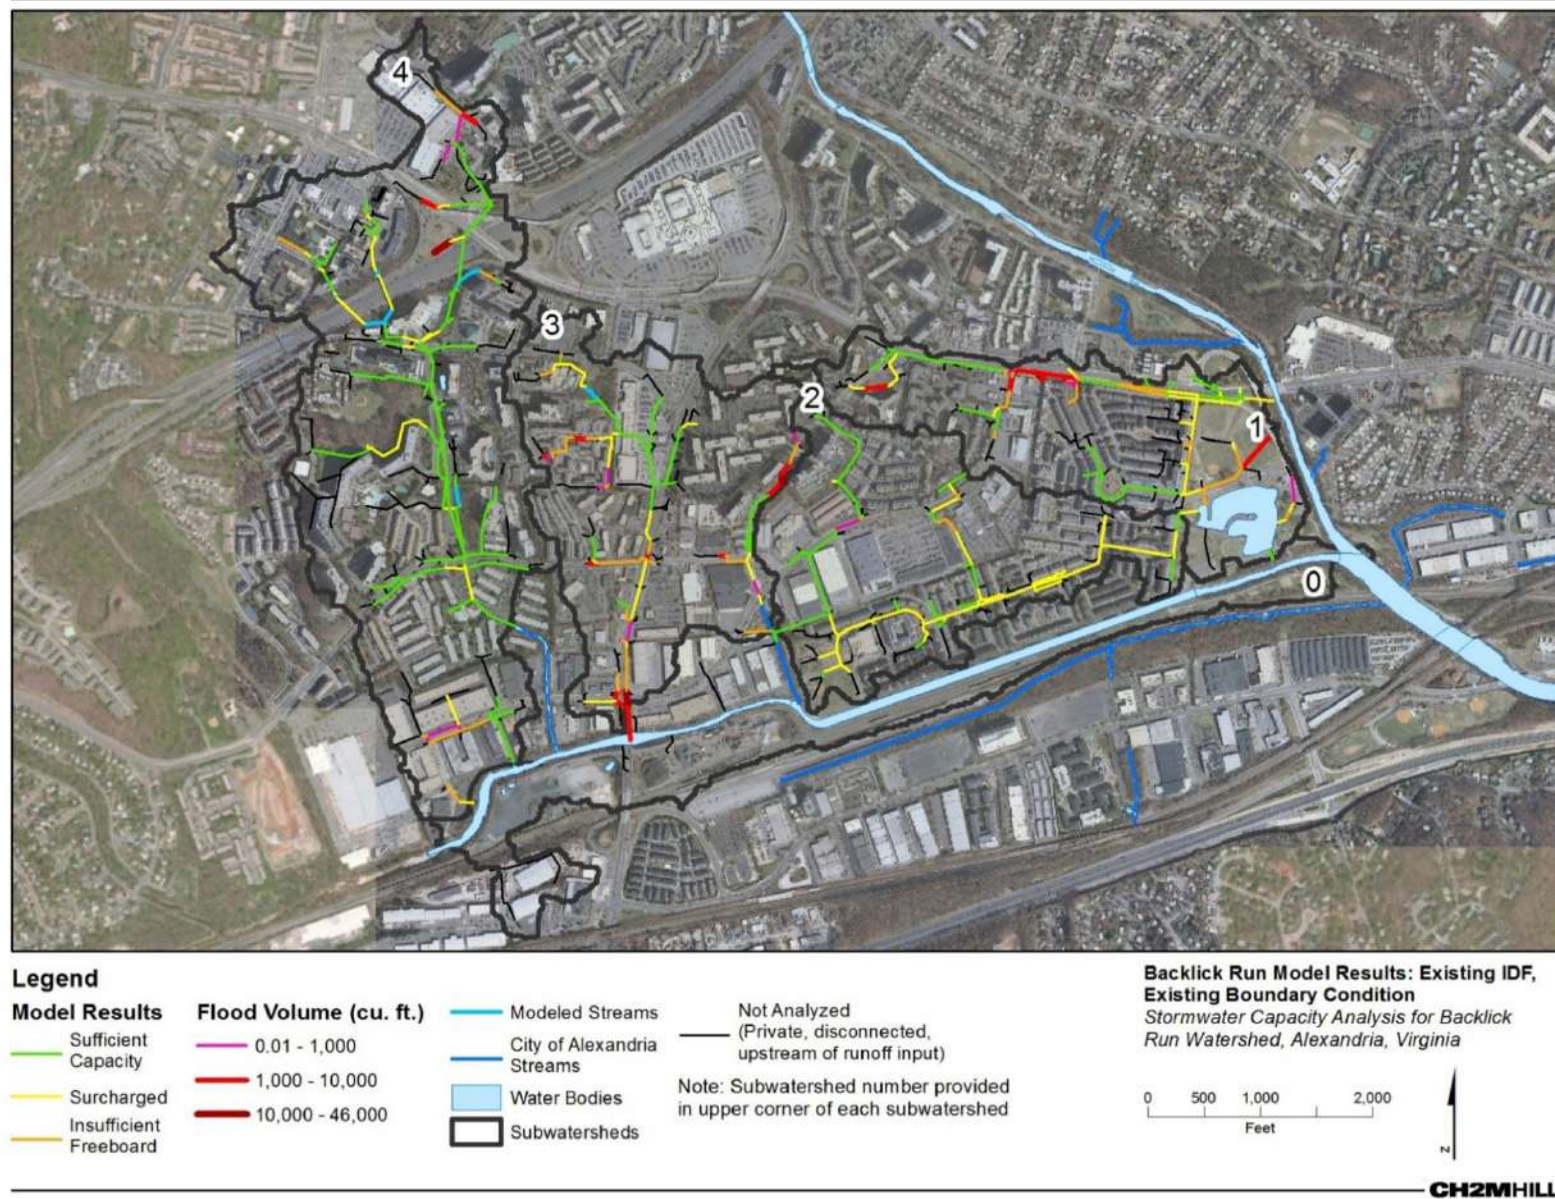 4
3
2
1
0
Legend
Model Results
Sufficient
Capacity
Surcharged
Insufficient
Freeboard
Flood Volume (cu. ft.)
0.01 - 1,000
1,000 - 10,000
10,000 - 46,000
Modeled Streams
City of Alexandria
Streams
Water Bodies
Subwatersheds
Not Analyzed
(Private, disconnected,
upstream of runoff input)
Note: Subwatershed number provided
in upper corner of each subwatershed
Backlick Run Model Results: Existing IDF,
Existing Boundary Condition
Stormwater Capacity Analysis for Backlick
Run Watershed, Alexandria, Virginia
0 500 1,000 2,000
Feet
N
CH2MHILL